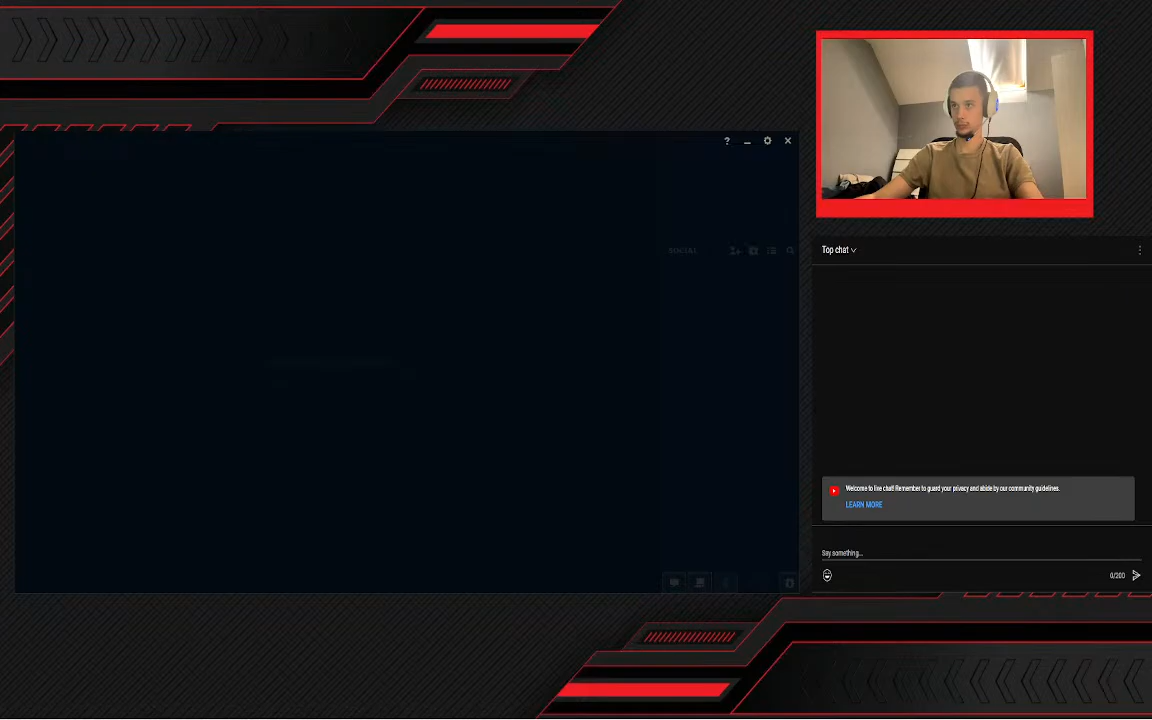 SOCIAL
Top chat
Welcome to live chat! Remember to guard your privacy and abide by our community guidelines.
LEARN MORE
Say something...
0/200